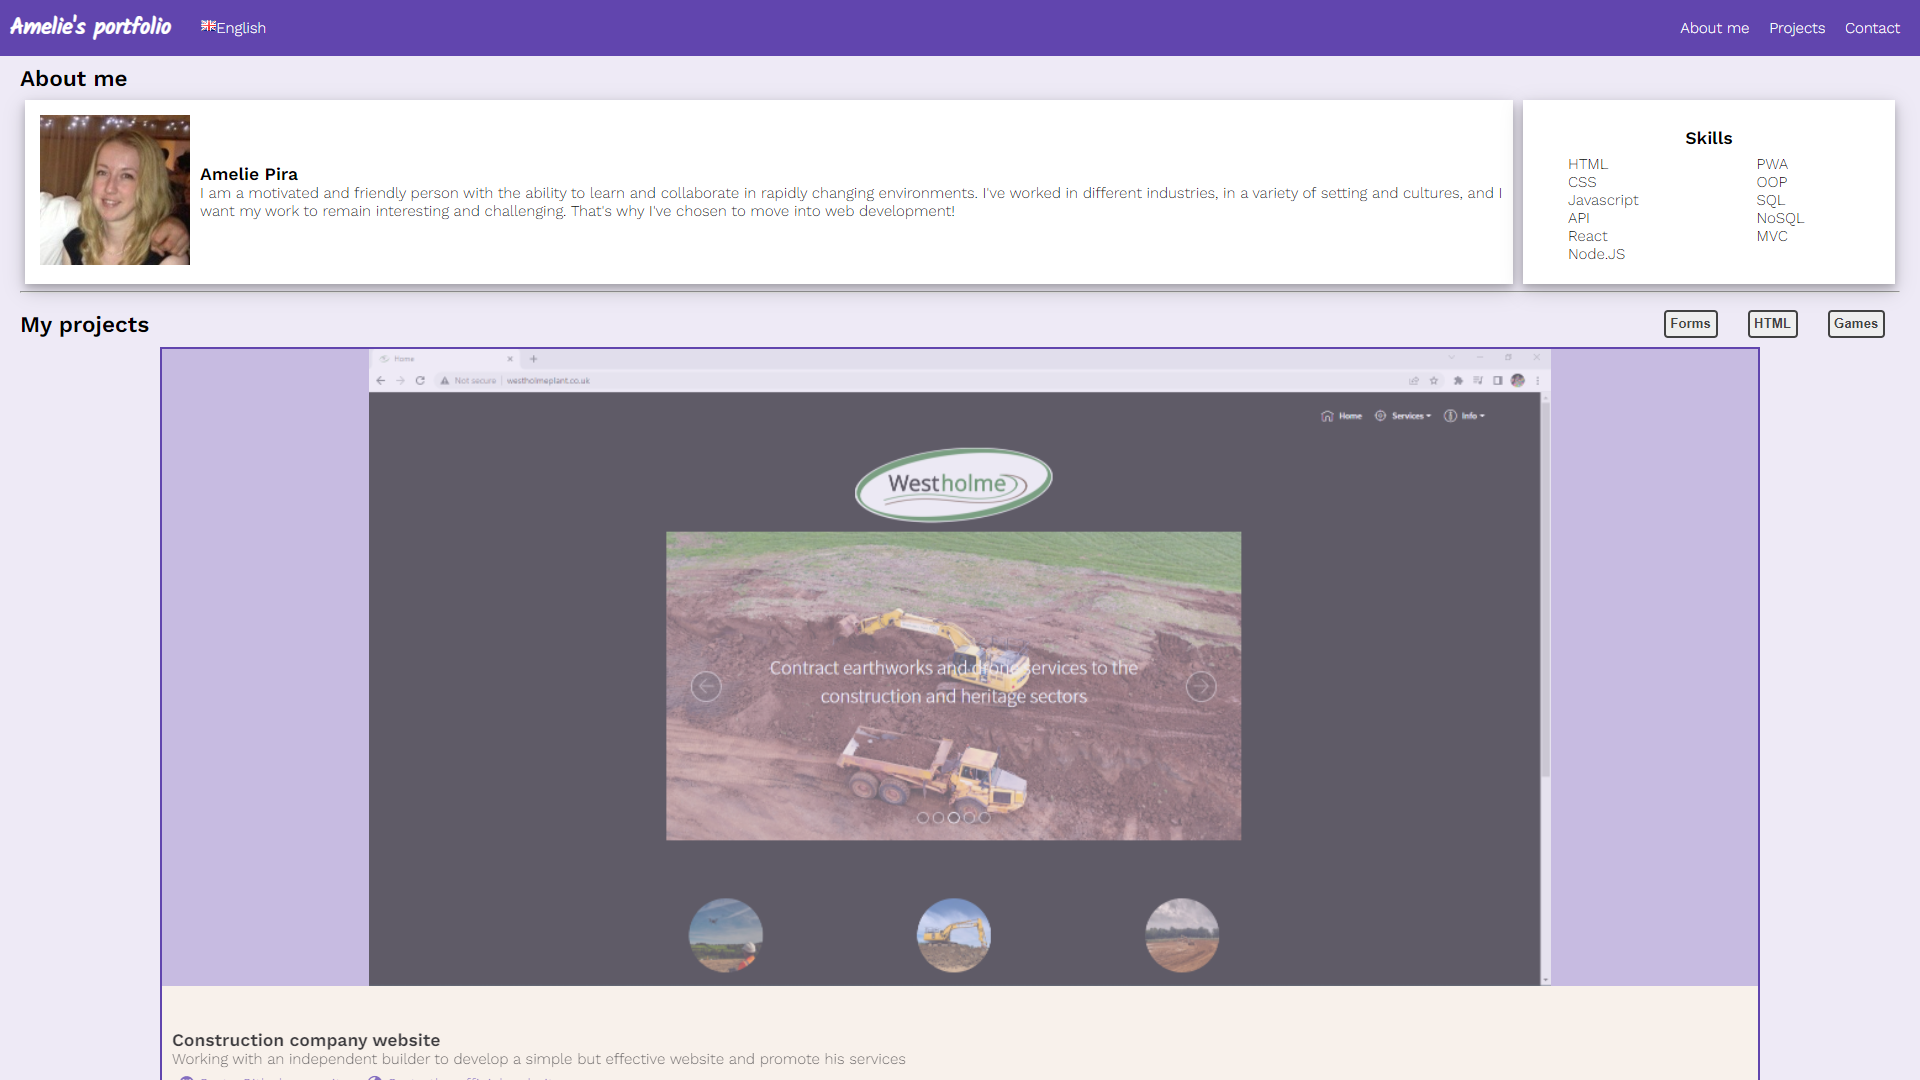 Amelie's portfolio
English
About me
Projects
Contact
About me
Amelie Pira
I am a motivated and friendly person with the ability to learn and collaborate in rapidly changing environments. I've worked in different industries, in a variety of setting and cultures, and I
want my work to remain interesting and challenging. That's why I've chosen to move into web development!
Skills
HTML
CSS
Javascript
API
React
Node.JS
PWA
OOP
SQL
NoSQL
MVC
My projects
Forms
HTML
Games
Home
Not secure
westholmeplant.co.uk
Home
Services
Info
Westholme
Contract earthworks and drone services to the
construction and heritage sectors
Construction company website
Working with an independent builder to develop a simple but effective website and promote his services